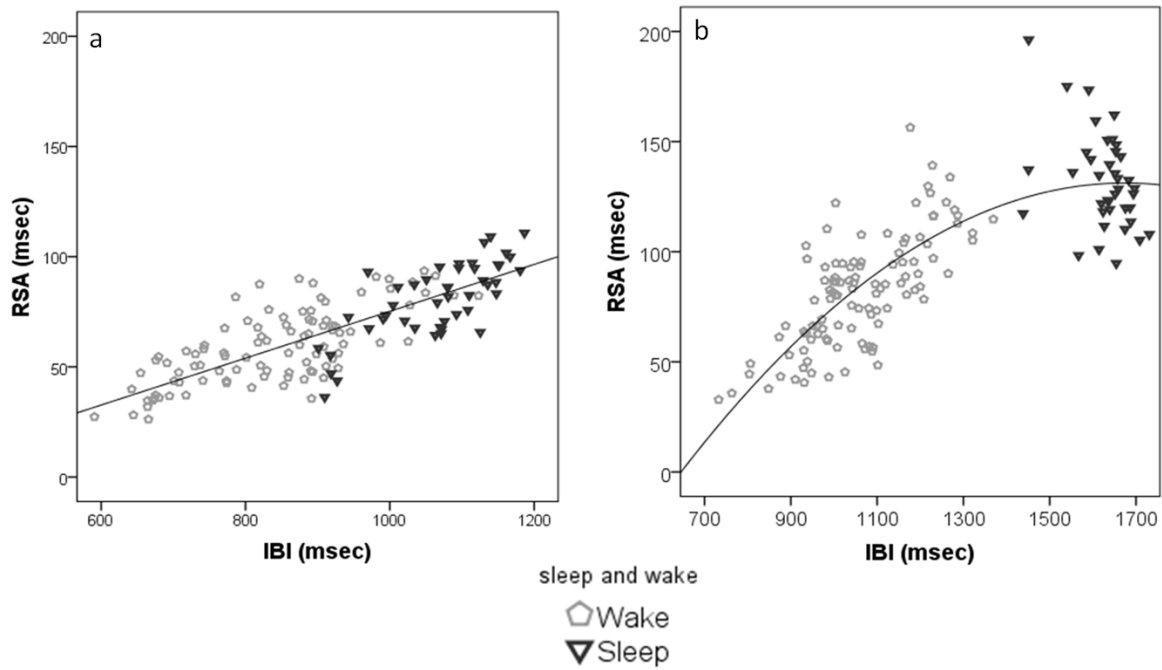 a
200
150
100
50
0
RSA (msec)
600 800 1000 1200
IBI (msec)
b
200
150
100
50
0
RSA (msec)
700 900 1100 1300 1500 1700
IBI (msec)
sleep and wake
Wake
Sleep